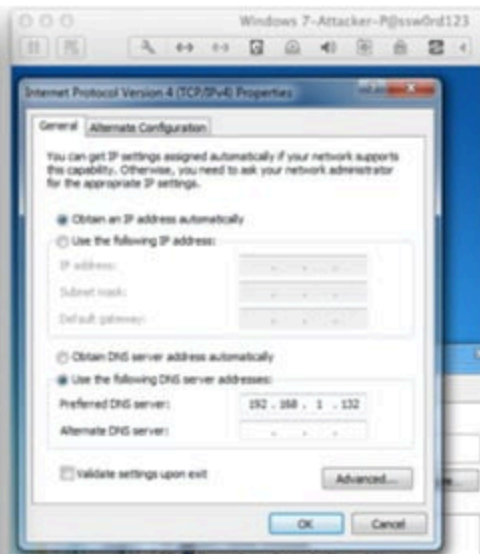 Windows 7-Attacker-P@ssw0rd123
Internet Protocol Version 4 (TCP/IPv4) Properties
General
Alternate Configuration
You can get IP settings assigned automatically if your network supports
this capability. Otherwise, you need to ask your network administrator
for the appropriate IP settings.
Obtain an IP address automatically
Use the following IP address:
IP address:
Subnet mask:
Default gateway:
Obtain DNS server address automatically
Use the following DNS server addresses:
Preferred DNS server: 192 . 168 . 1 . 132
Alternate DNS server:
Validate settings upon exit
Advanced...
OK
Cancel